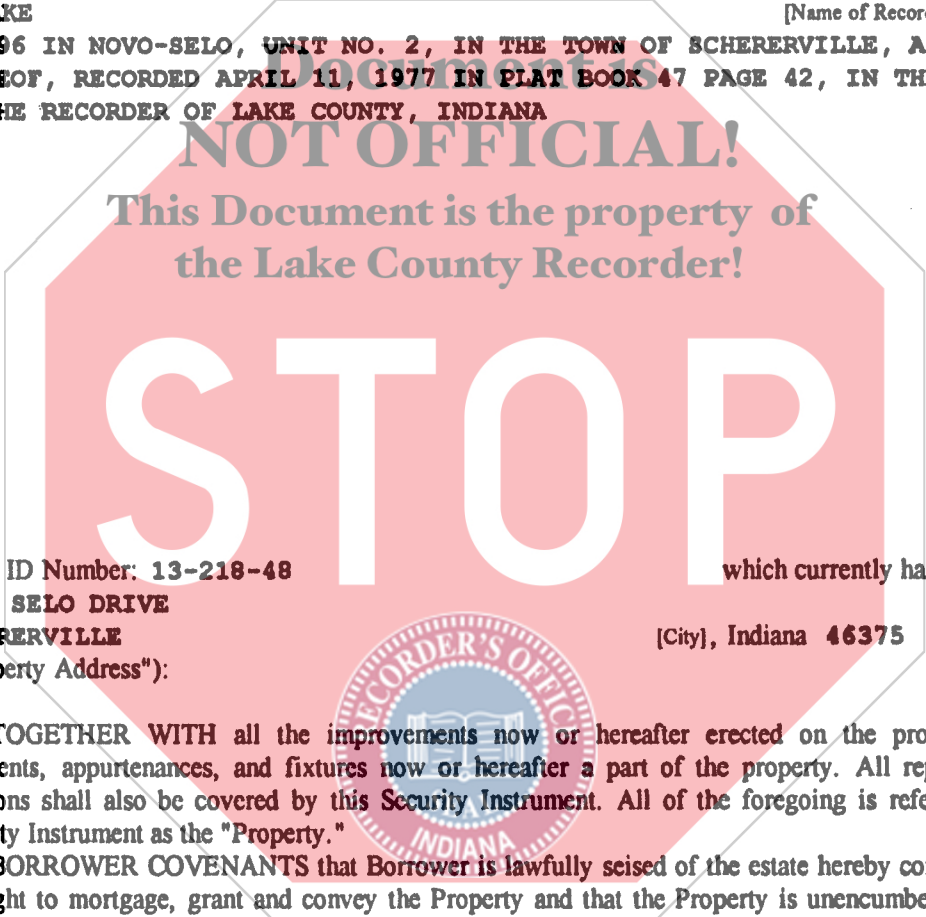 KE [Name of Recor
96 IN NOVO-SELO, UNIT NO. 2, IN THE TOWN OF SCHERERVILLE, A
EOF, RECORDED APRIL 11, 1977 IN PLAT BOOK 47 PAGE 42, IN TH
HE RECORDER OF LAKE COUNTY, INDIANA
Document is
NOT OFFICIAL!
This Document is the property of
the Lake County Recorder!
STOP
ID Number: 13-218-48 which currently ha
SELO DRIVE
RERVILLE [City], Indiana 46375
perty Address"):
RECORDER'S OFFICE
TOGETHER WITH all the improvements now or hereafter erected on the pro
ents, appurtenances, and fixtures now or hereafter a part of the property. All rep
ons shall also be covered by this Security Instrument. All of the foregoing is refe
ty Instrument as the "Property."
INDIANA
BORROWER COVENANTS that Borrower is lawfully seised of the estate hereby co
ght to mortgage, grant and convey the Property and that the Property is unencumbe